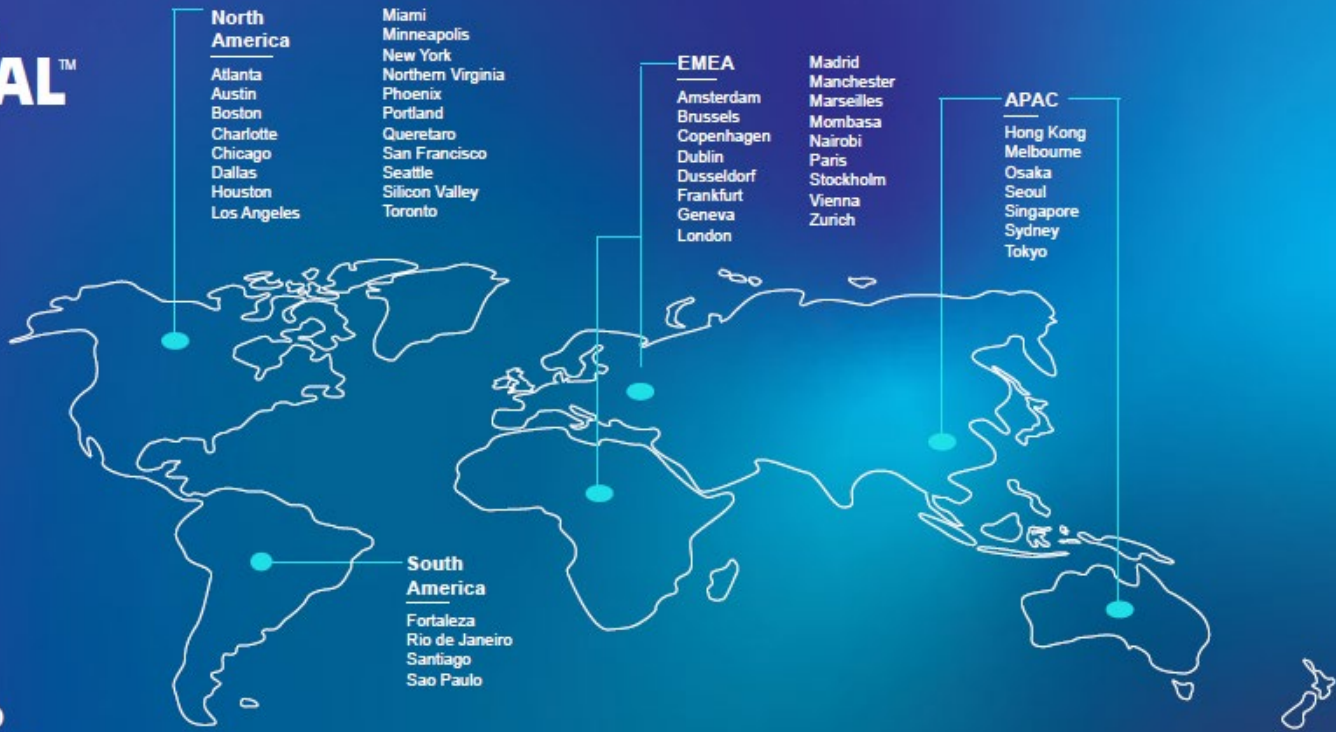 AL™
North
America
Atlanta
Austin
Boston
Charlotte
Chicago
Dallas
Houston
Los Angeles
Miami
Minneapolis
New York
Northern Virginia
Phoenix
Portland
Queretaro
San Francisco
Seattle
Silicon Valley
Toronto
EMEA
Amsterdam
Brussels
Copenhagen
Dublin
Dusseldorf
Frankfurt
Geneva
London
Madrid
Manchester
Marseilles
Mombasa
Nairobi
Paris
Stockholm
Vienna
Zurich
APAC
Hong Kong
Melbourne
Osaka
Seoul
Singapore
Sydney
Tokyo
South
America
Fortaleza
Rio de Janeiro
Santiago
Sao Paulo